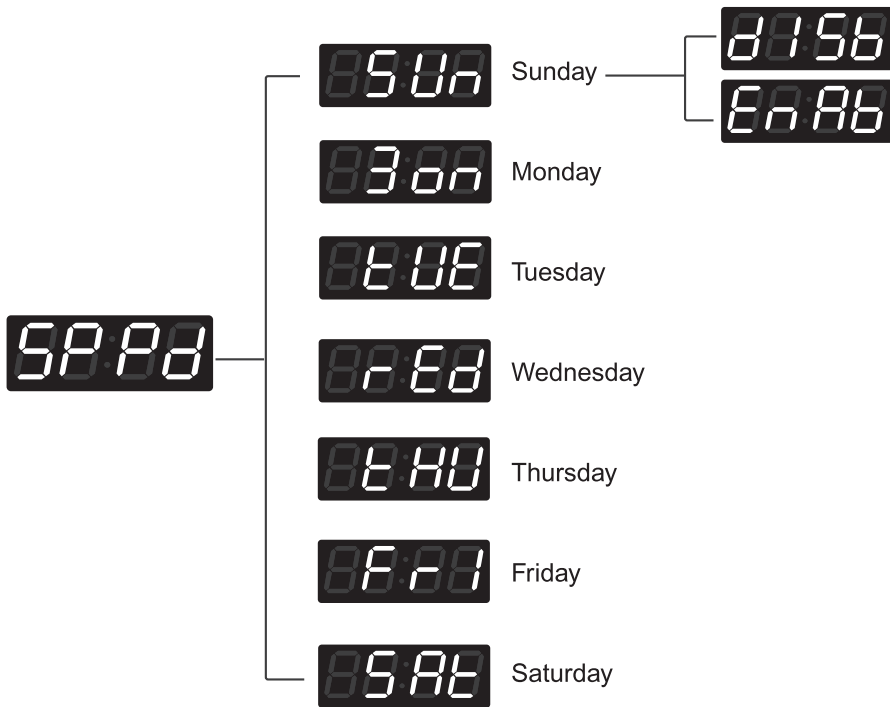 SPPd
SUn Sunday
d1Sb
EnAb
3on Monday
tUE Tuesday
rEd Wednesday
tHU Thursday
Fr1 Friday
SAt Saturday